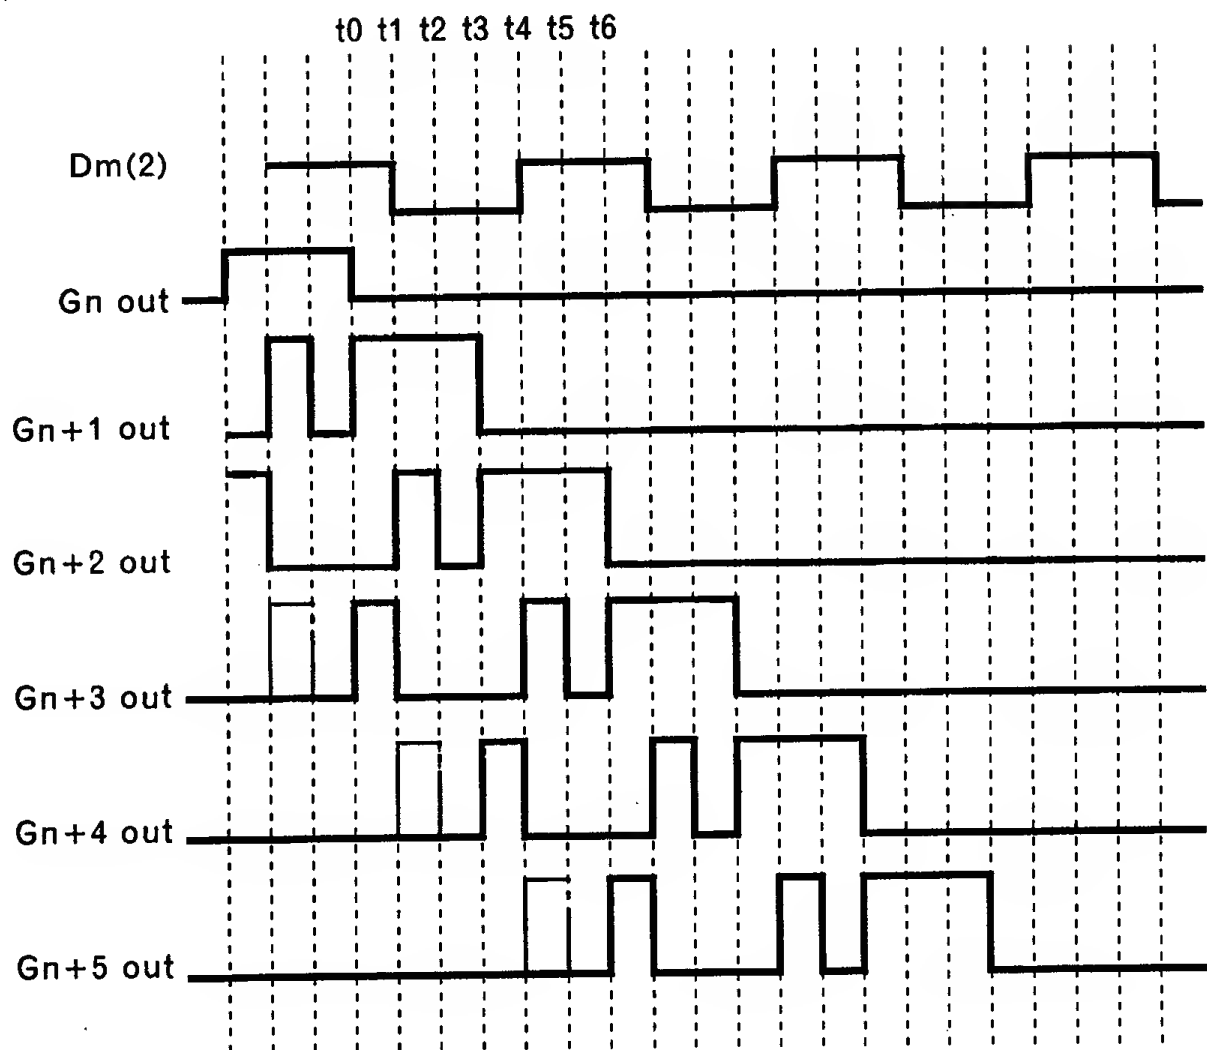 t0 t1 t2 t3 t4 t5 t6
Dm(2)
Gn out
Gn+1 out
Gn+2 out
Gn+3 out
Gn+4 out
Gn+5 out